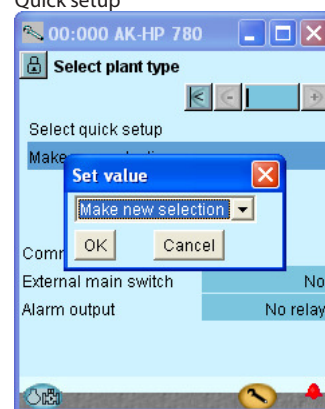 Quick setup
00:000 AK-HP 780
Select plant type
Select quick setup
Make
Set value
Make new selection
OK Cancel
External main switch No
Alarm output No relay